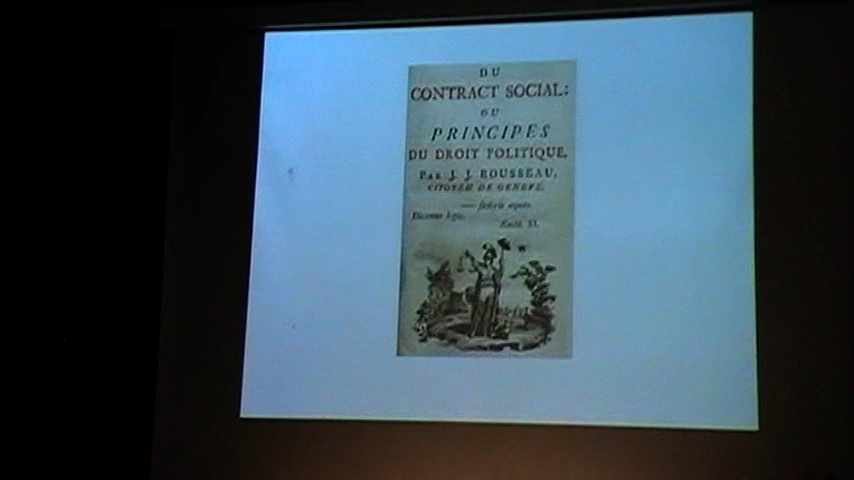 DU
CONTRACT SOCIAL:
OU
PRINCIPES
DU DROIT POLITIQUE.
PAR J. J. ROUSSEAU,
CITOYEN DE GENEVE.
— fœderis æquas
Dicamus leges.
Æneid. XI.